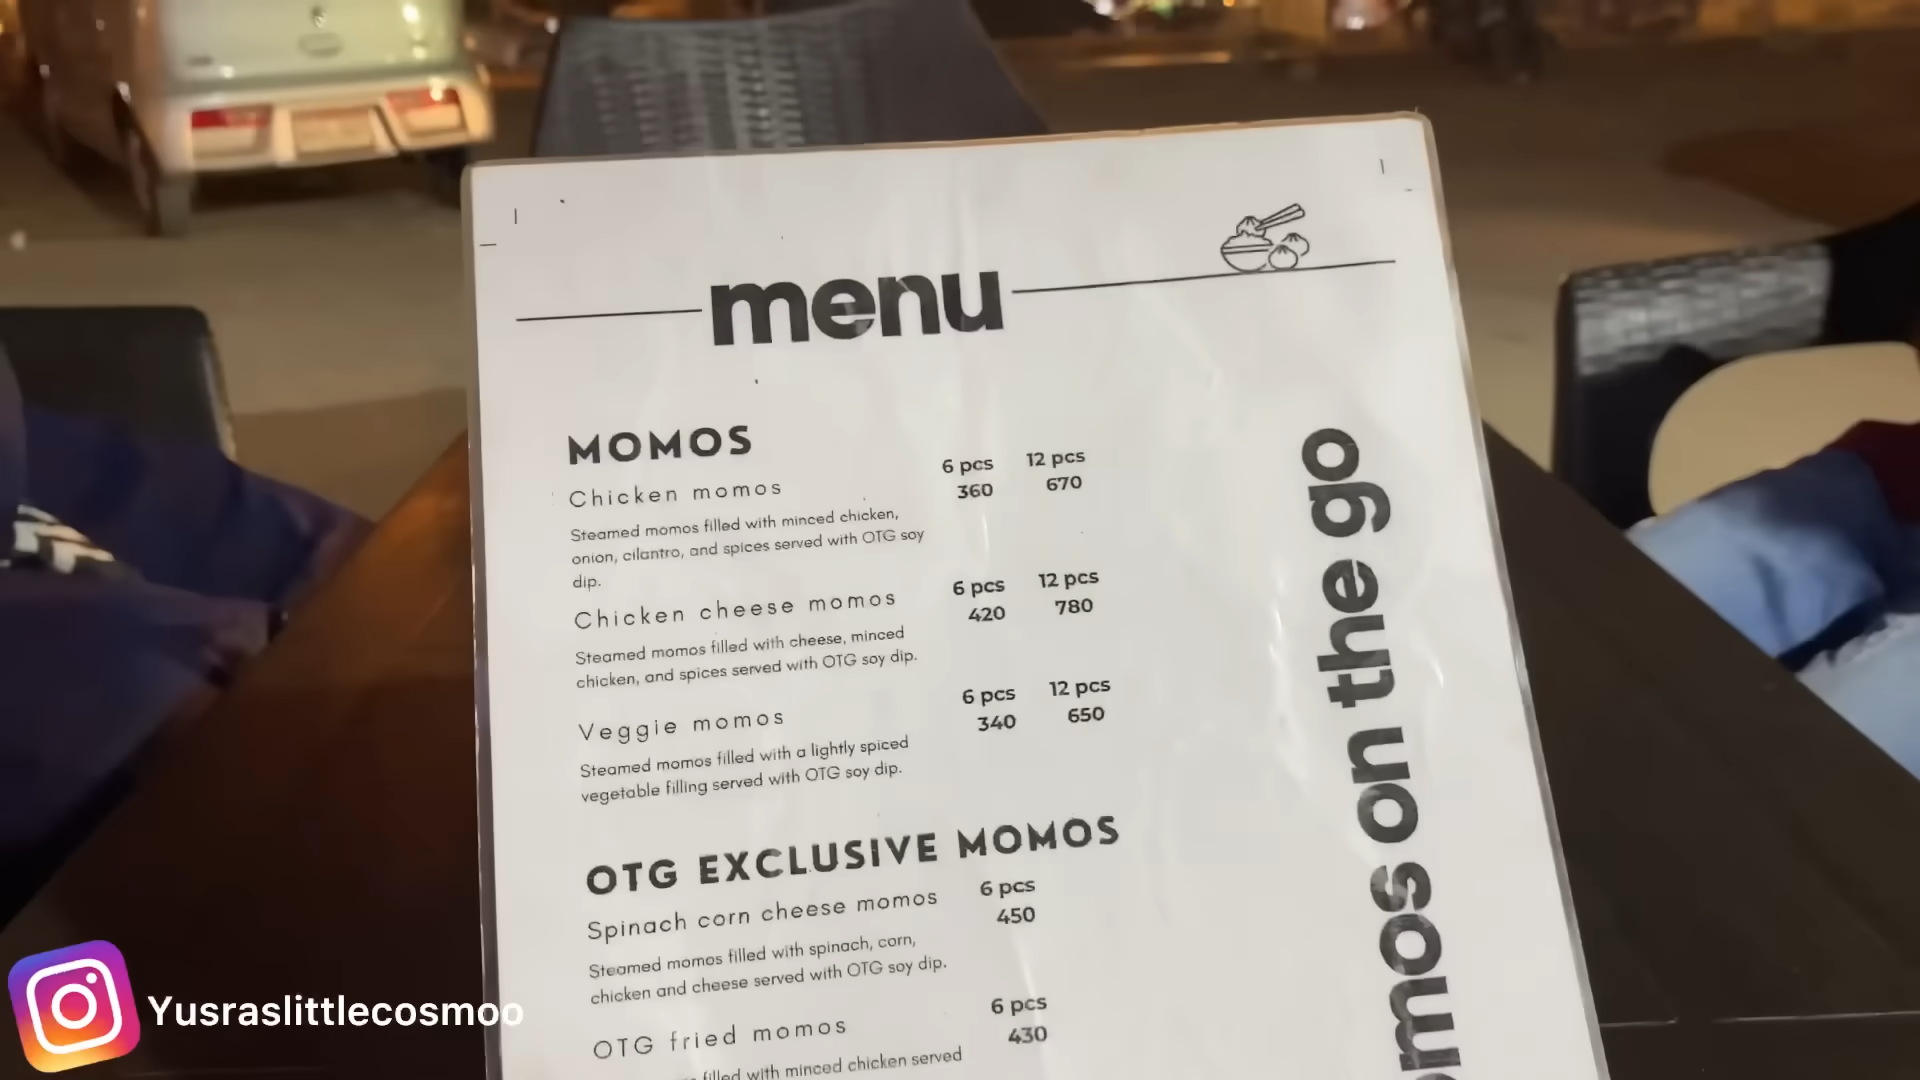 menu
MOMOS
6 pcs 12 pcs
Chicken momos 360 670
Steamed momos filled with minced chicken,
onion, cilantro, and spices served with OTG soy
dip.
6 pcs 12 pcs
Chicken cheese momos 420 780
Steamed momos filled with cheese, minced
chicken, and spices served with OTG soy dip.
6 pcs 12 pcs
Veggie momos 340 650
Steamed momos filled with a lightly spiced
vegetable filling served with OTG soy dip.
OTG EXCLUSIVE MOMOS
Spinach corn cheese momos 6 pcs
450
Steamed momos filled with spinach, corn,
chicken and cheese served with OTG soy dip.
6 pcs
OTG fried momos 430
filled with minced chicken served
omos on the go
Yusraslittlecosmoo